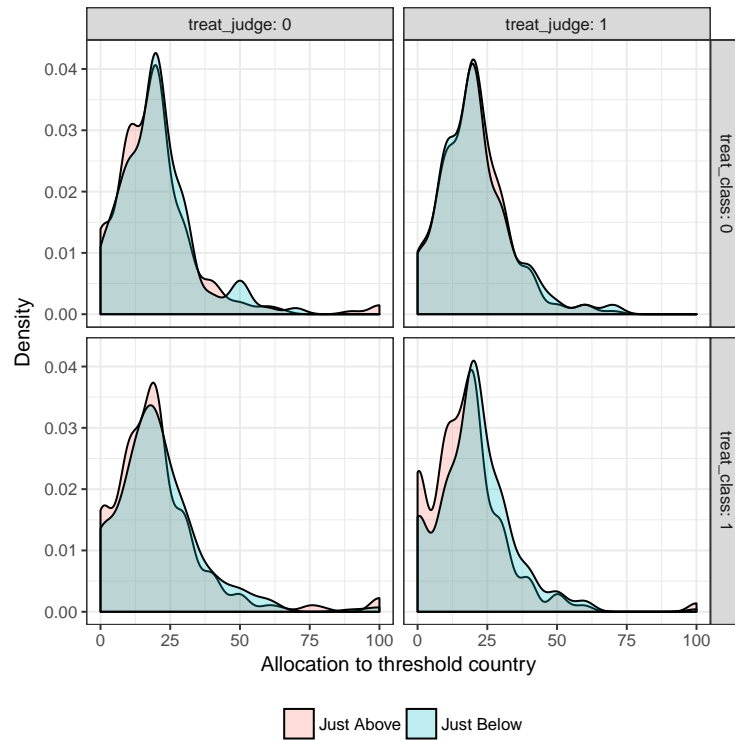 treat_judge: 0
treat_judge: 1
0.04
0.03
0.02
0.01
0.00
treat_class: 0
Density
0.04
0.03
0.02
0.01
0.00
treat_class: 1
0 25 50 75 100
0 25 50 75 100
Allocation to threshold country
Just Above
Just Below